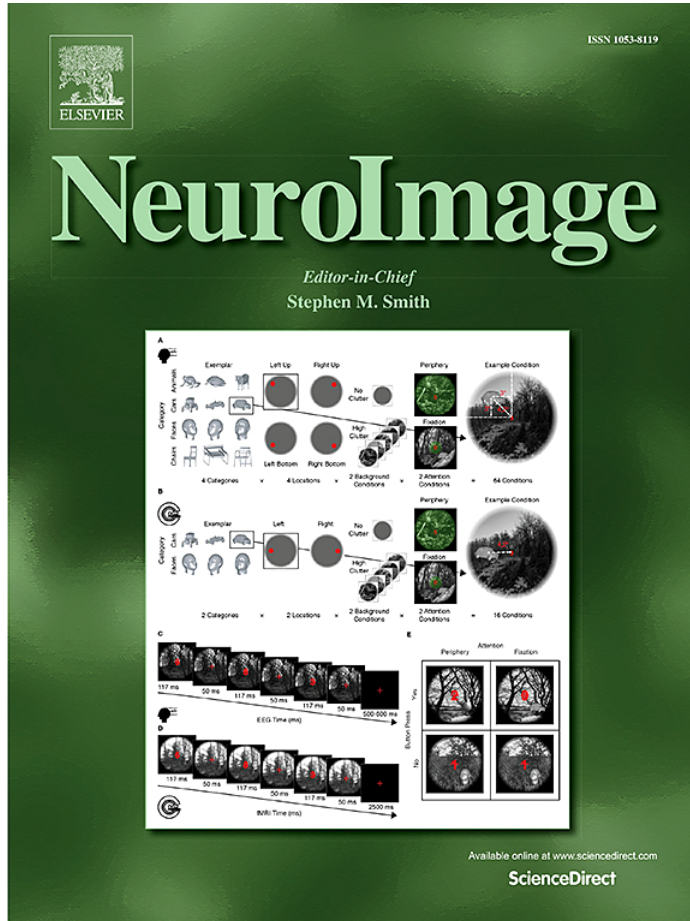 ISSN 1053-8119
ELSEVIER
NEUROIMAGE
Editor-in-Chief
Stephen M. Smith
A
Exemplar
Left Up
Right Up
Periphery
Example Condition
Category
Animals
Cars
Faces
Chairs
No Clutter
High Clutter
Fixation
Left Bottom
Right Bottom
4 Categories × 4 Locations × 2 Background Conditions × 2 Attention Conditions = 64 Conditions
B
Exemplar
Left
Right
Periphery
Example Condition
Category
Cars
Faces
No Clutter
High Clutter
Fixation
2 Categories × 2 Locations × 2 Background Conditions × 2 Attention Conditions = 16 Conditions
C
117 ms
50 ms
117 ms
50 ms
117 ms
50 ms
EEG Time (ms)
D
117 ms
50 ms
117 ms
50 ms
117 ms
50 ms
2500 ms
fMRI Time (ms)
E
Attention
Periphery
Fixation
Button Press
Yes
No
Available online at www.sciencedirect.com
ScienceDirect